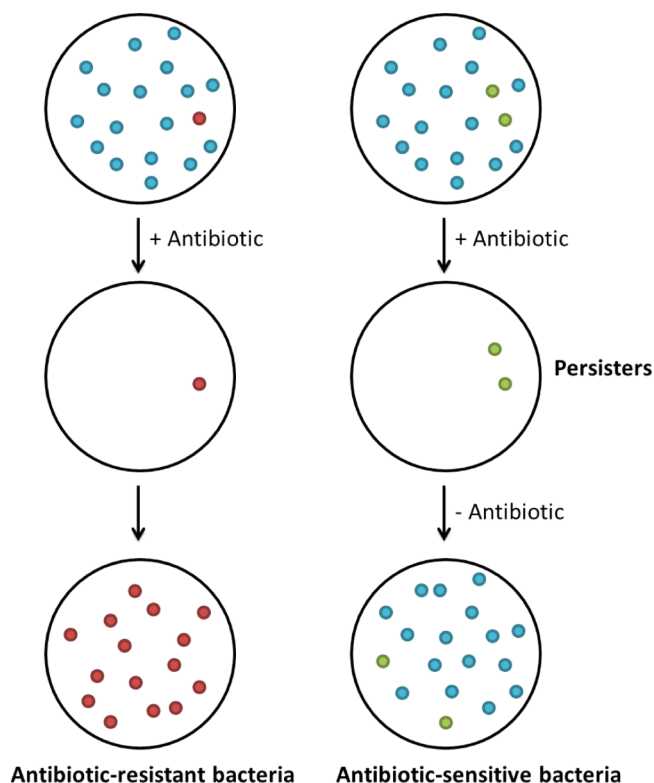 + Antibiotic
+ Antibiotic
Persisters
- Antibiotic
Antibiotic-resistant bacteria
Antibiotic-sensitive bacteria